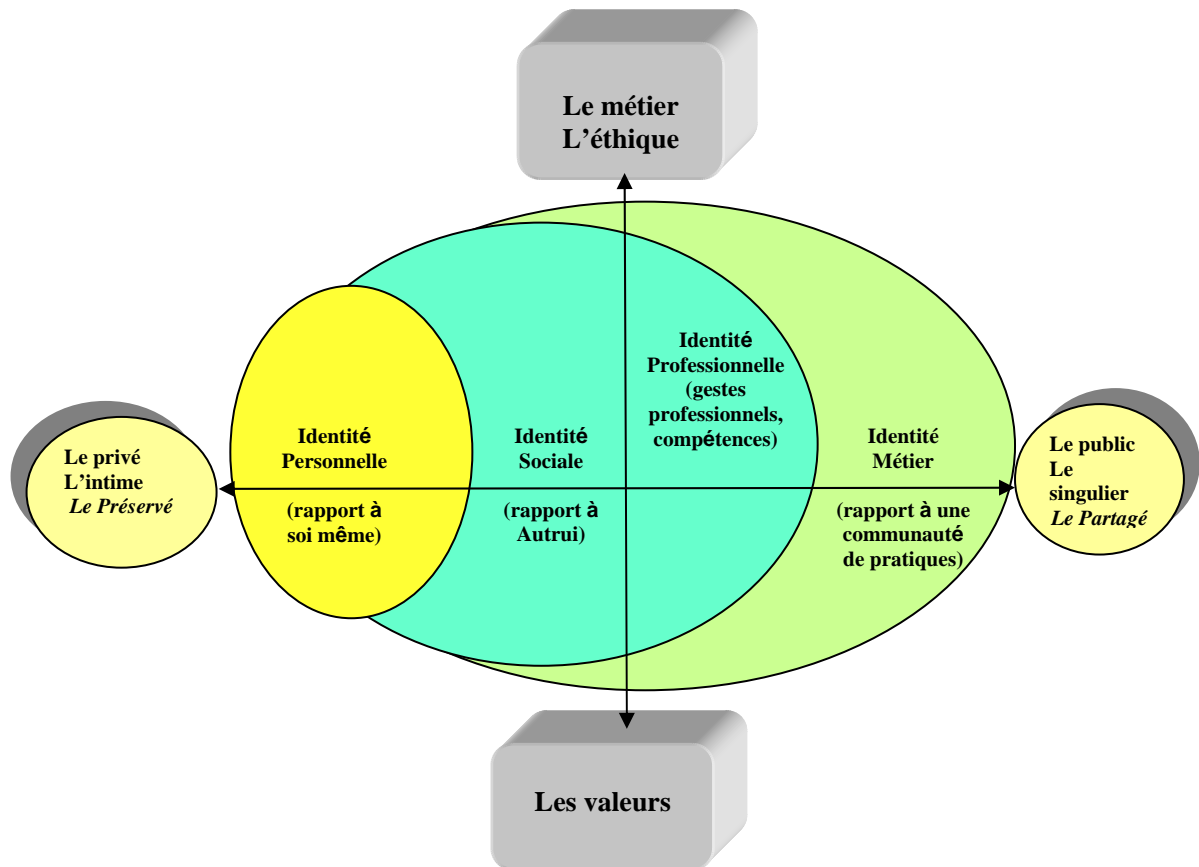 Le métier
L’éthique
Identité
Professionnelle
(gestes
professionnels,
compétences)
Le privé
L’intime
Le Préservé
Identité
Personnelle
(rapport à
soi même)
Identité
Sociale
(rapport à
Autrui)
Identité
Métier
(rapport à une
communauté
de pratiques)
Le public
Le
singulier
Le Partagé
Les valeurs